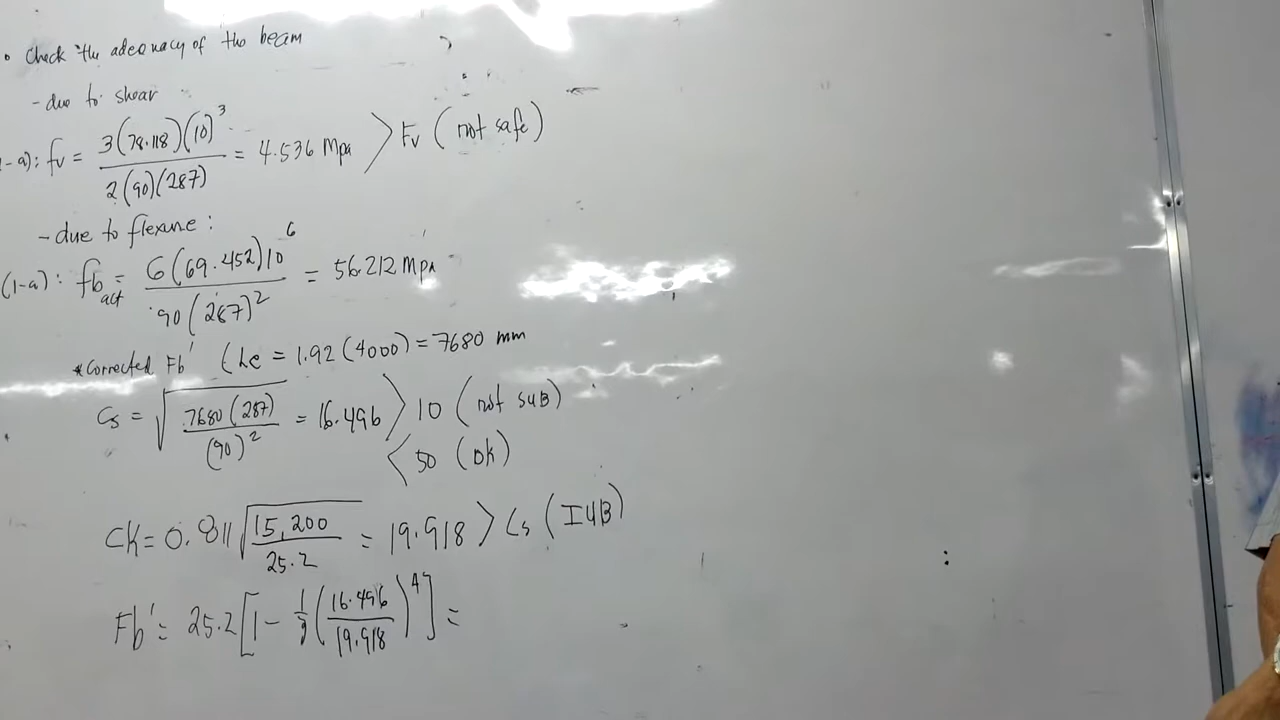 • Check the adequacy of the beam
- due to shear
-a): fv = 3(78.118)(10)³ / 2(90)(287) = 4.536 Mpa > Fv (not safe)
- due to flexure:
(1-a): fb act = 6(69.452)10⁶ / 90(287)² = 56.212 Mpa
*Corrected Fb' (Le = 1.92(4000) = 7680 mm
Cs = √(7680(287) / (90)²) = 16.496 > 10 (not SUB)
< 50 (OK)
CK = 0.811√(15,200 / 25.2) = 19.918 > Cs (IUB)
Fb' = 25.2[1 - 1/3(16.496 / 19.918)⁴] =